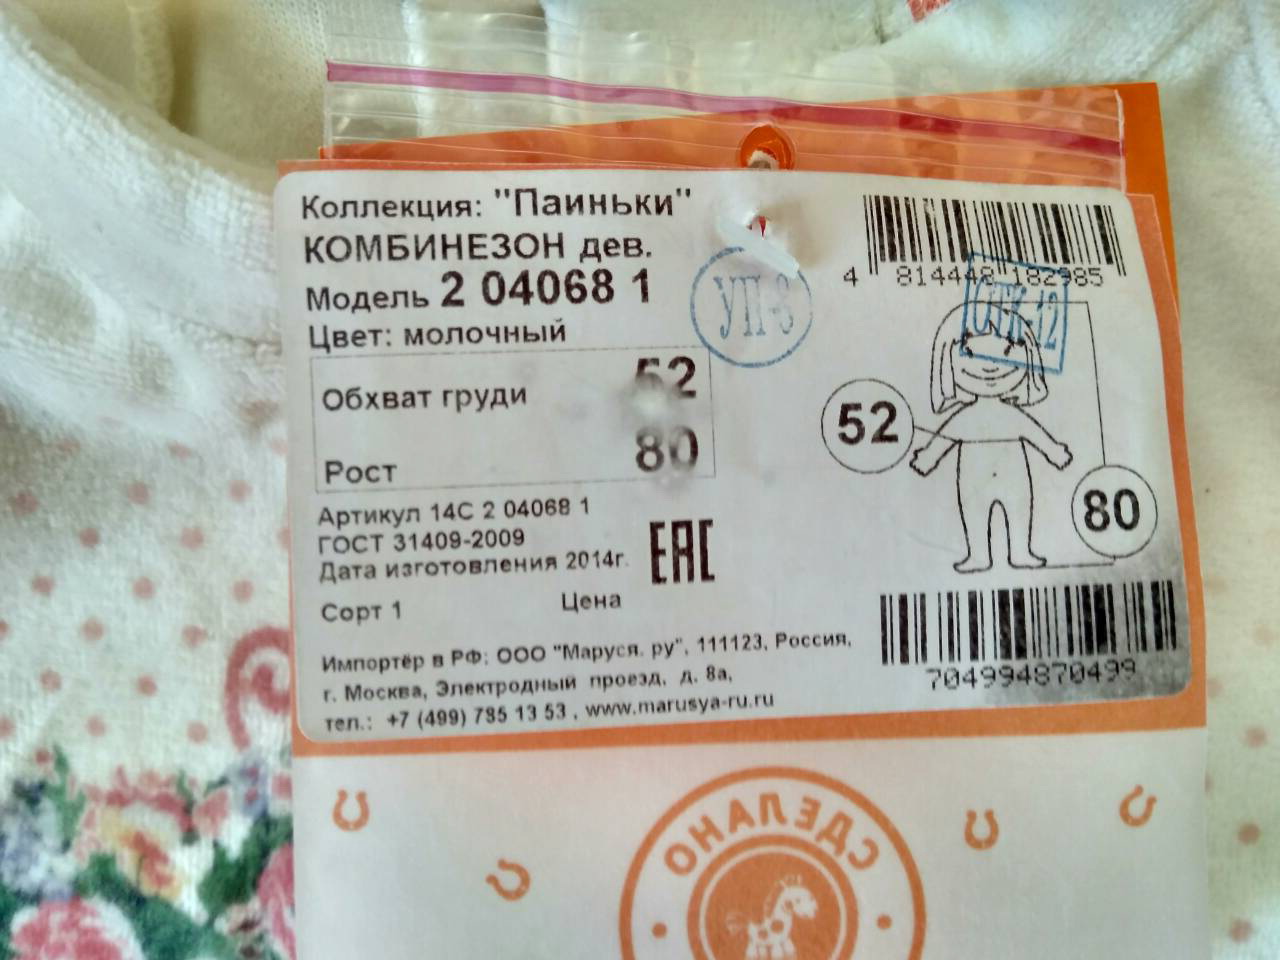 Коллекция: "Паиньки"
КОМБИНЕЗОН дев.
Модель 2 04068 1
Цвет: молочный
Обхват груди 52
Рост 80
Артикул 14С 2 04068 1
ГОСТ 31409-2009
Дата изготовления 2014г.
ЕАС
Сорт 1 Цена
Импортёр в РФ: ООО "Маруся. ру", 111123, Россия,
г. Москва, Электродный проезд, д. 8а,
тел.: +7 (499) 785 13 53 , www.marusya-ru.ru
УП-8
4 814448 182985
ОТК-12
52
80
704994870499
СДЕЛАНО